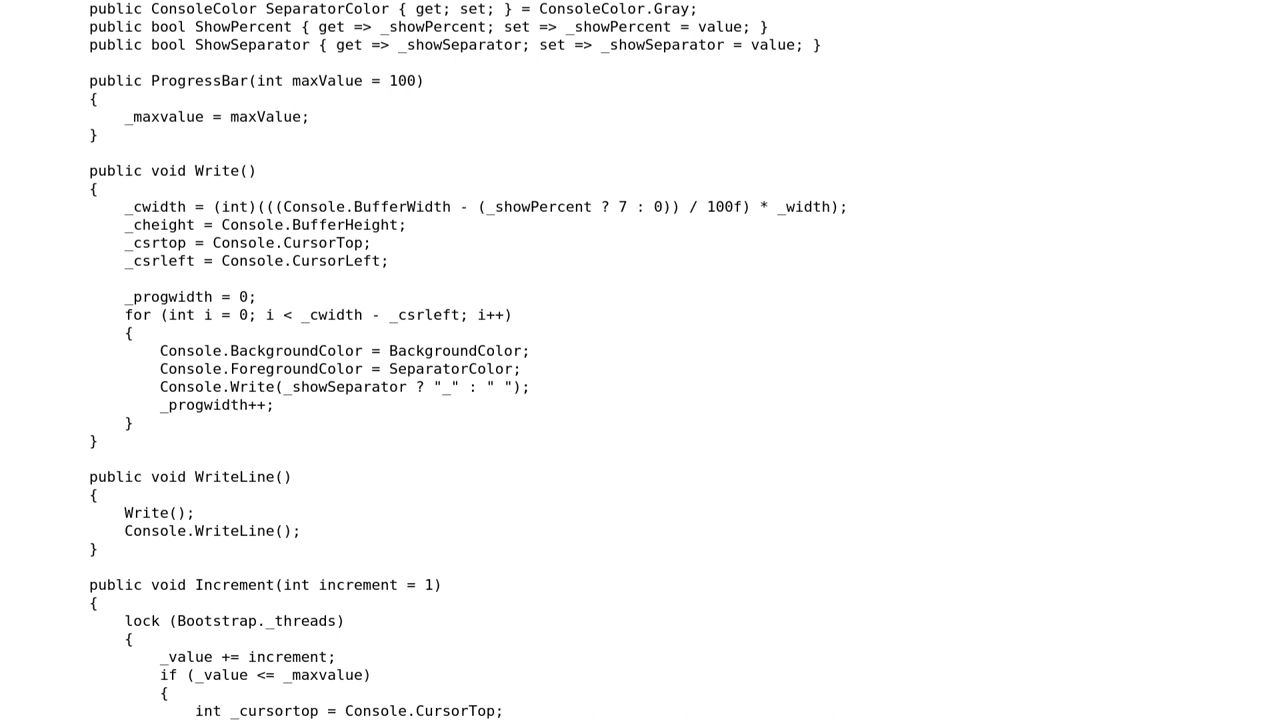 public ConsoleColor SeparatorColor { get; set; } = ConsoleColor.Gray;
public bool ShowPercent { get => _showPercent; set => _showPercent = value; }
public bool ShowSeparator { get => _showSeparator; set => _showSeparator = value; }

public ProgressBar(int maxValue = 100)
{
    _maxvalue = maxValue;
}

public void Write()
{
    _cwidth = (int)(((Console.BufferWidth - (_showPercent ? 7 : 0)) / 100f) * _width);
    _cheight = Console.BufferHeight;
    _csrtop = Console.CursorTop;
    _csrleft = Console.CursorLeft;

    _progwidth = 0;
    for (int i = 0; i < _cwidth - _csrleft; i++)
    {
        Console.BackgroundColor = BackgroundColor;
        Console.ForegroundColor = SeparatorColor;
        Console.Write(_showSeparator ? "_" : " ");
        _progwidth++;
    }
}

public void WriteLine()
{
    Write();
    Console.WriteLine();
}

public void Increment(int increment = 1)
{
    lock (Bootstrap._threads)
    {
        _value += increment;
        if (_value <= _maxvalue)
        {
            int _cursortop = Console.CursorTop;